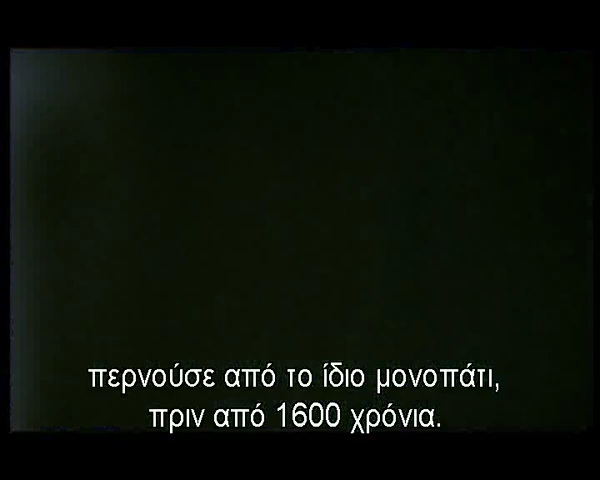 περνούσε από το ίδιο μονοπάτι,
πριν από 1600 χρόνια.